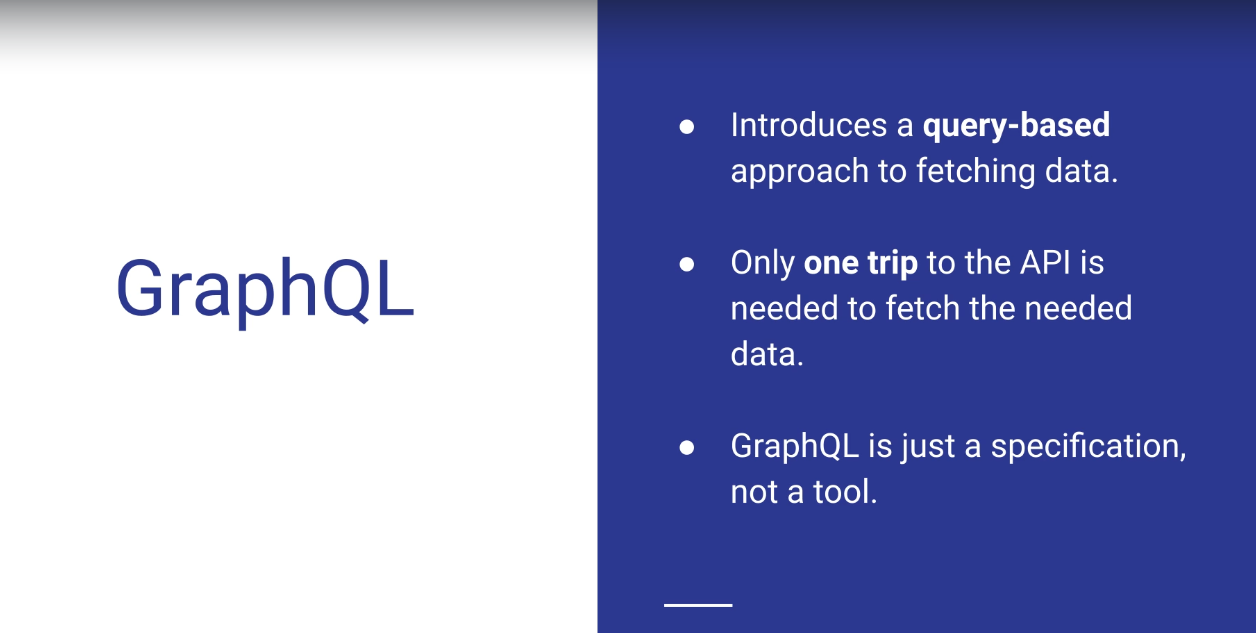 GraphQL
● Introduces a query-based
approach to fetching data.
● Only one trip to the API is
needed to fetch the needed
data.
● GraphQL is just a specification,
not a tool.